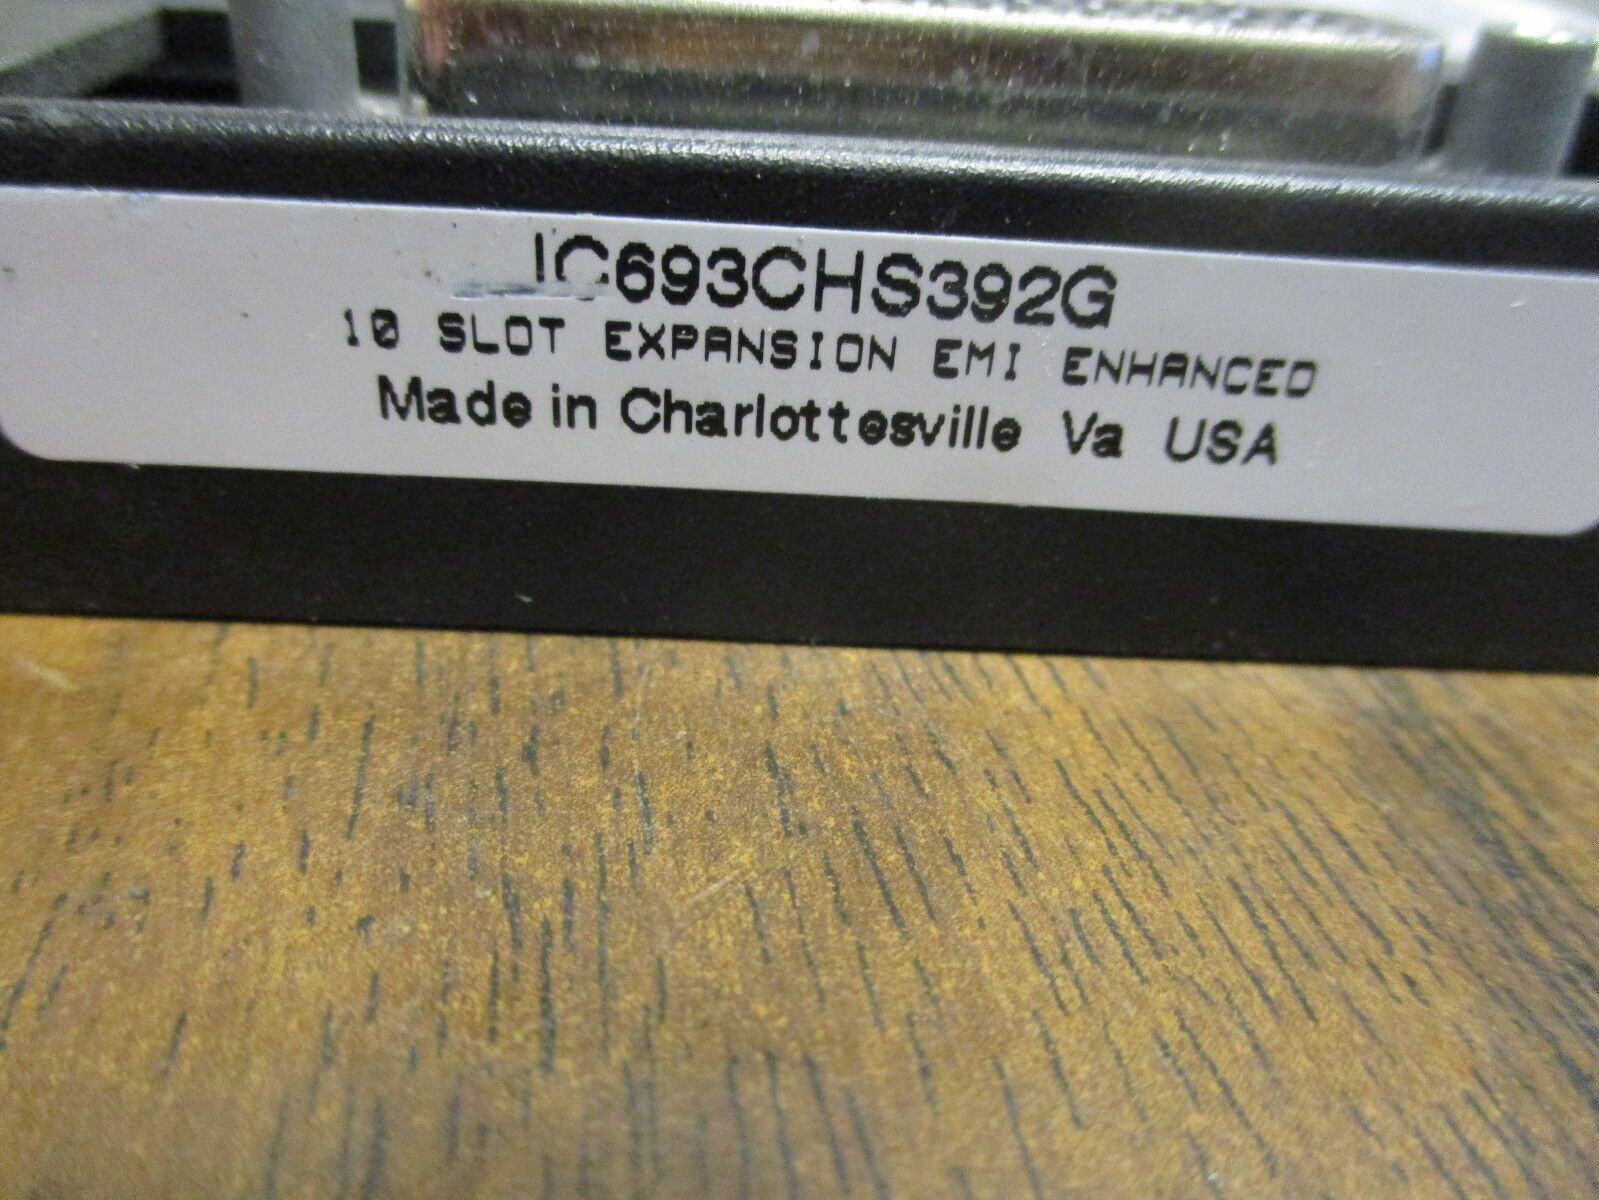 IC693CHS392G
10 SLOT EXPANSION EMI ENHANCED
Made in Charlottesville Va USA